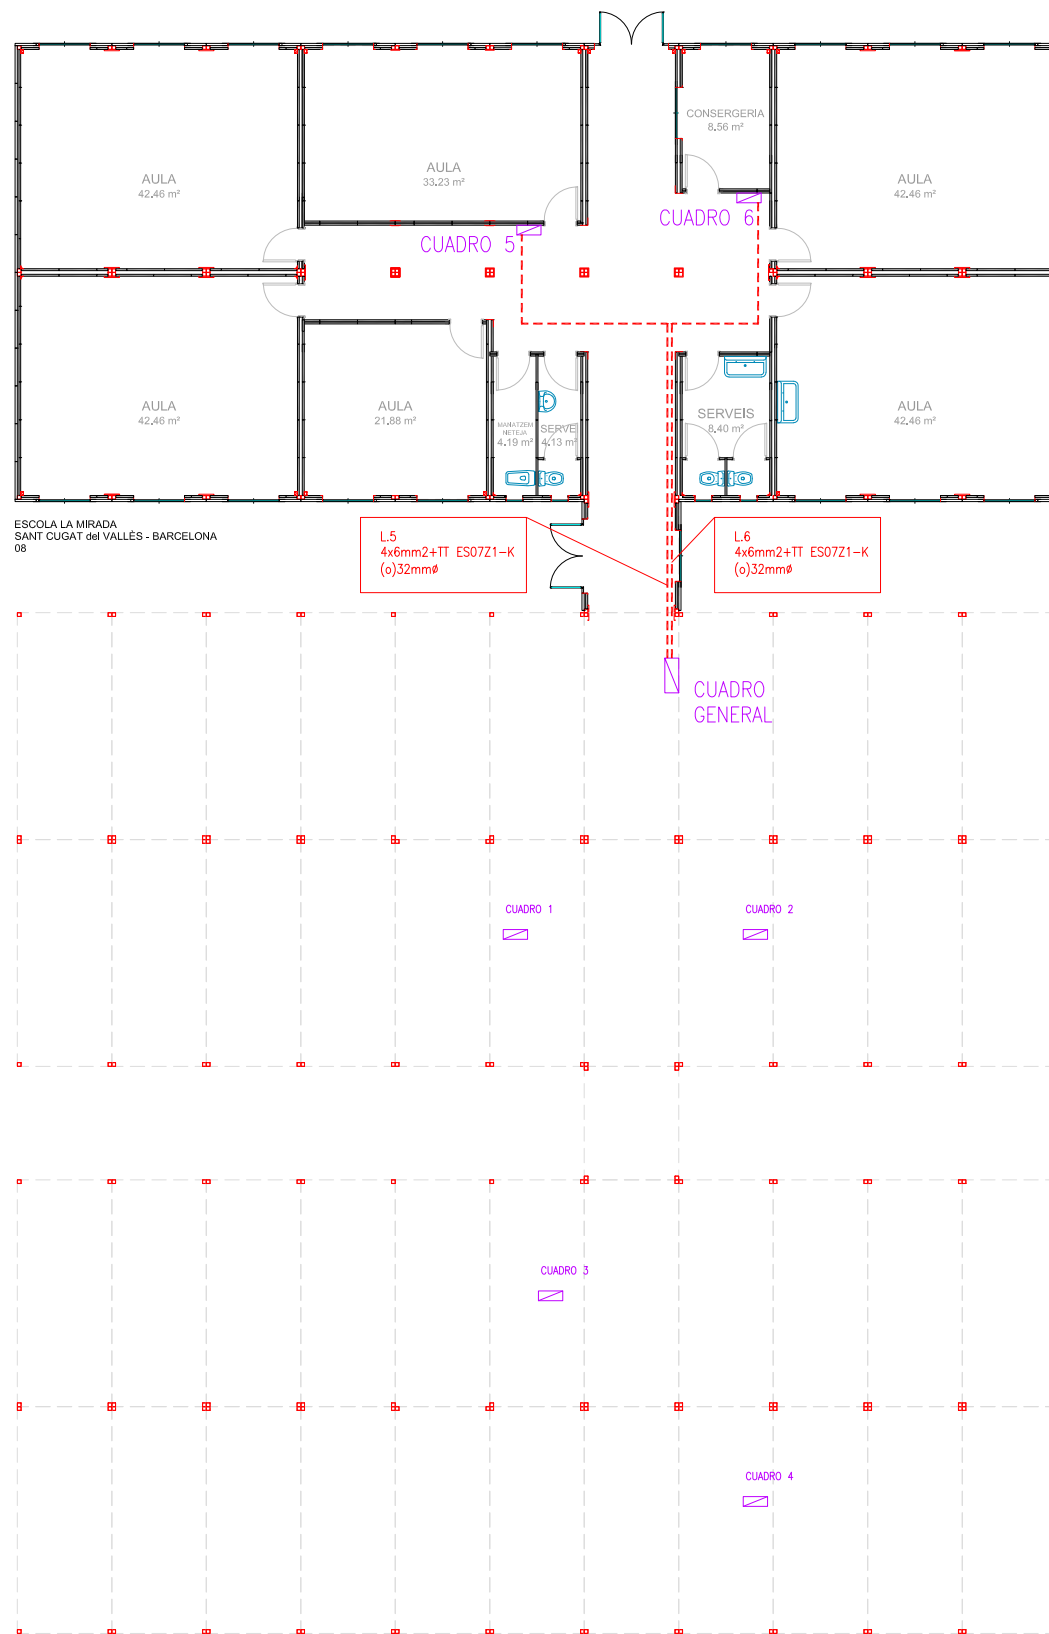 CONSERGERIA
8.56 m²
AULA
42.46 m²
AULA
33.23 m²
AULA
42.46 m²
CUADRO 5
CUADRO 6
AULA
42.46 m²
AULA
21.88 m²
MAÑATZEM
NETEJA
4.19 m²
SERVE
4.13 m²
SERVEIS
8.40 m²
AULA
42.46 m²
ESCOLA LA MIRADA
SANT CUGAT del VALLÈS - BARCELONA
08
L.5
4x6mm2+TT ES07Z1-K
(o)32mmø
L.6
4x6mm2+TT ES07Z1-K
(o)32mmø
CUADRO
GENERAL
CUADRO 1
CUADRO 2
CUADRO 3
CUADRO 4